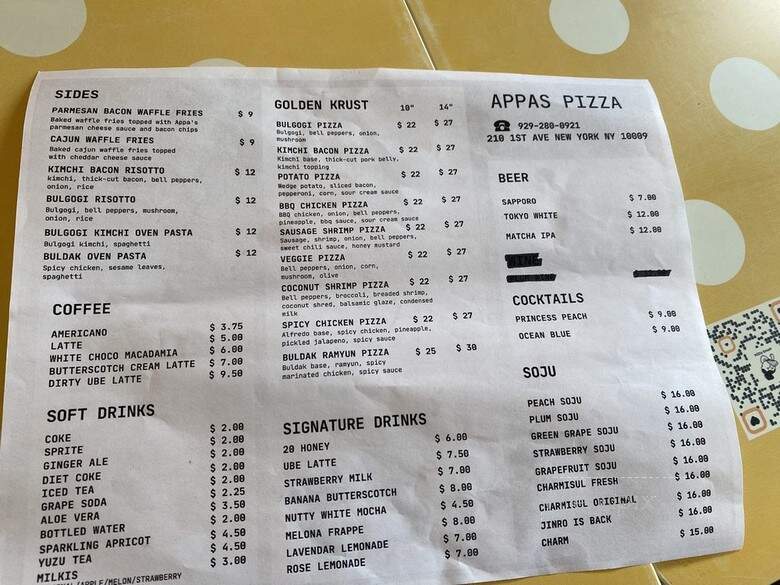 SIDES
PARMESAN BACON WAFFLE FRIES $ 9
Baked waffle fries topped with Appa's
parmesan cheese sauce and bacon chips
CAJUN WAFFLE FRIES $ 9
Baked cajun waffle fries topped
with cheddar cheese sauce
KIMCHI BACON RISOTTO $ 12
kimchi, thick-cut bacon, bell peppers,
onion, rice
BULGOGI RISOTTO $ 12
Bulgogi, bell peppers, mushroom,
onion, rice
BULGOGI KIMCHI OVEN PASTA $ 12
Bulgogi kimchi, spaghetti
BULDAK OVEN PASTA $ 12
Spicy chicken, sesame leaves,
spaghetti
COFFEE
AMERICANO $ 3.75
LATTE $ 5.00
WHITE CHOCO MACADAMIA $ 6.00
BUTTERSCOTCH CREAM LATTE $ 7.00
DIRTY UBE LATTE $ 9.50
SOFT DRINKS
COKE $ 2.00
SPRITE $ 2.00
GINGER ALE $ 2.00
DIET COKE $ 2.00
ICED TEA $ 2.00
GRAPE SODA $ 2.25
ALOE VERA $ 3.50
BOTTLED WATER $ 2.00
SPARKLING APRICOT $ 4.50
YUZU TEA $ 4.50
MILKIS $ 3.00
/APPLE/MELON/STRAWBERRY
GOLDEN KRUST 10" 14"
BULGOGI PIZZA $ 22 $ 27
Bulgogi, bell peppers, onion,
mushroom
KIMCHI BACON PIZZA $ 22 $ 27
Kimchi base, thick-cut pork belly,
kimchi topping
POTATO PIZZA $ 22 $ 27
Wedge potato, sliced bacon,
pepperoni, corn, sour cream sauce
BBQ CHICKEN PIZZA $ 22 $ 27
BBQ chicken, onion, bell peppers,
pineapple, bbq sauce, sour cream sauce
SAUSAGE SHRIMP PIZZA $ 22 $ 27
Sausage, shrimp, onion, bell peppers,
sweet chili sauce, honey mustard
VEGGIE PIZZA $ 22 $ 27
Bell peppers, onion, corn,
mushroom, olive
COCONUT SHRIMP PIZZA $ 22 $ 27
Bell peppers, broccoli, breaded shrimp,
coconut shred, balsamic glaze, condensed
milk
SPICY CHICKEN PIZZA $ 22 $ 27
Alfredo base, spicy chicken, pineapple,
pickled jalapeno, spicy sauce
BULDAK RAMYUN PIZZA $ 25 $ 30
Buldak base, ramyun, spicy
marinated chicken, spicy sauce
SIGNATURE DRINKS
20 HONEY $ 6.00
UBE LATTE $ 7.50
STRAWBERRY MILK $ 7.00
BANANA BUTTERSCOTCH $ 8.00
NUTTY WHITE MOCHA $ 4.50
MELONA FRAPPE $ 8.00
LAVENDAR LEMONADE $ 7.00
ROSE LEMONADE $ 7.00
APPAS PIZZA
☎ 929-280-0921
210 1ST AVE NEW YORK NY 10009
BEER
SAPPORO $ 7.00
TOKYO WHITE $ 12.00
MATCHA IPA $ 12.00
COCKTAILS
PRINCESS PEACH $ 9.00
OCEAN BLUE $ 9.00
SOJU
PEACH SOJU $ 16.00
PLUM SOJU $ 16.00
GREEN GRAPE SOJU $ 16.00
STRAWBERRY SOJU $ 16.00
GRAPEFRUIT SOJU $ 16.00
CHARMISUL FRESH $ 16.00
CHARMISUL ORIGINAL $ 16.00
JINRO IS BACK $ 16.00
CHARM $ 15.00